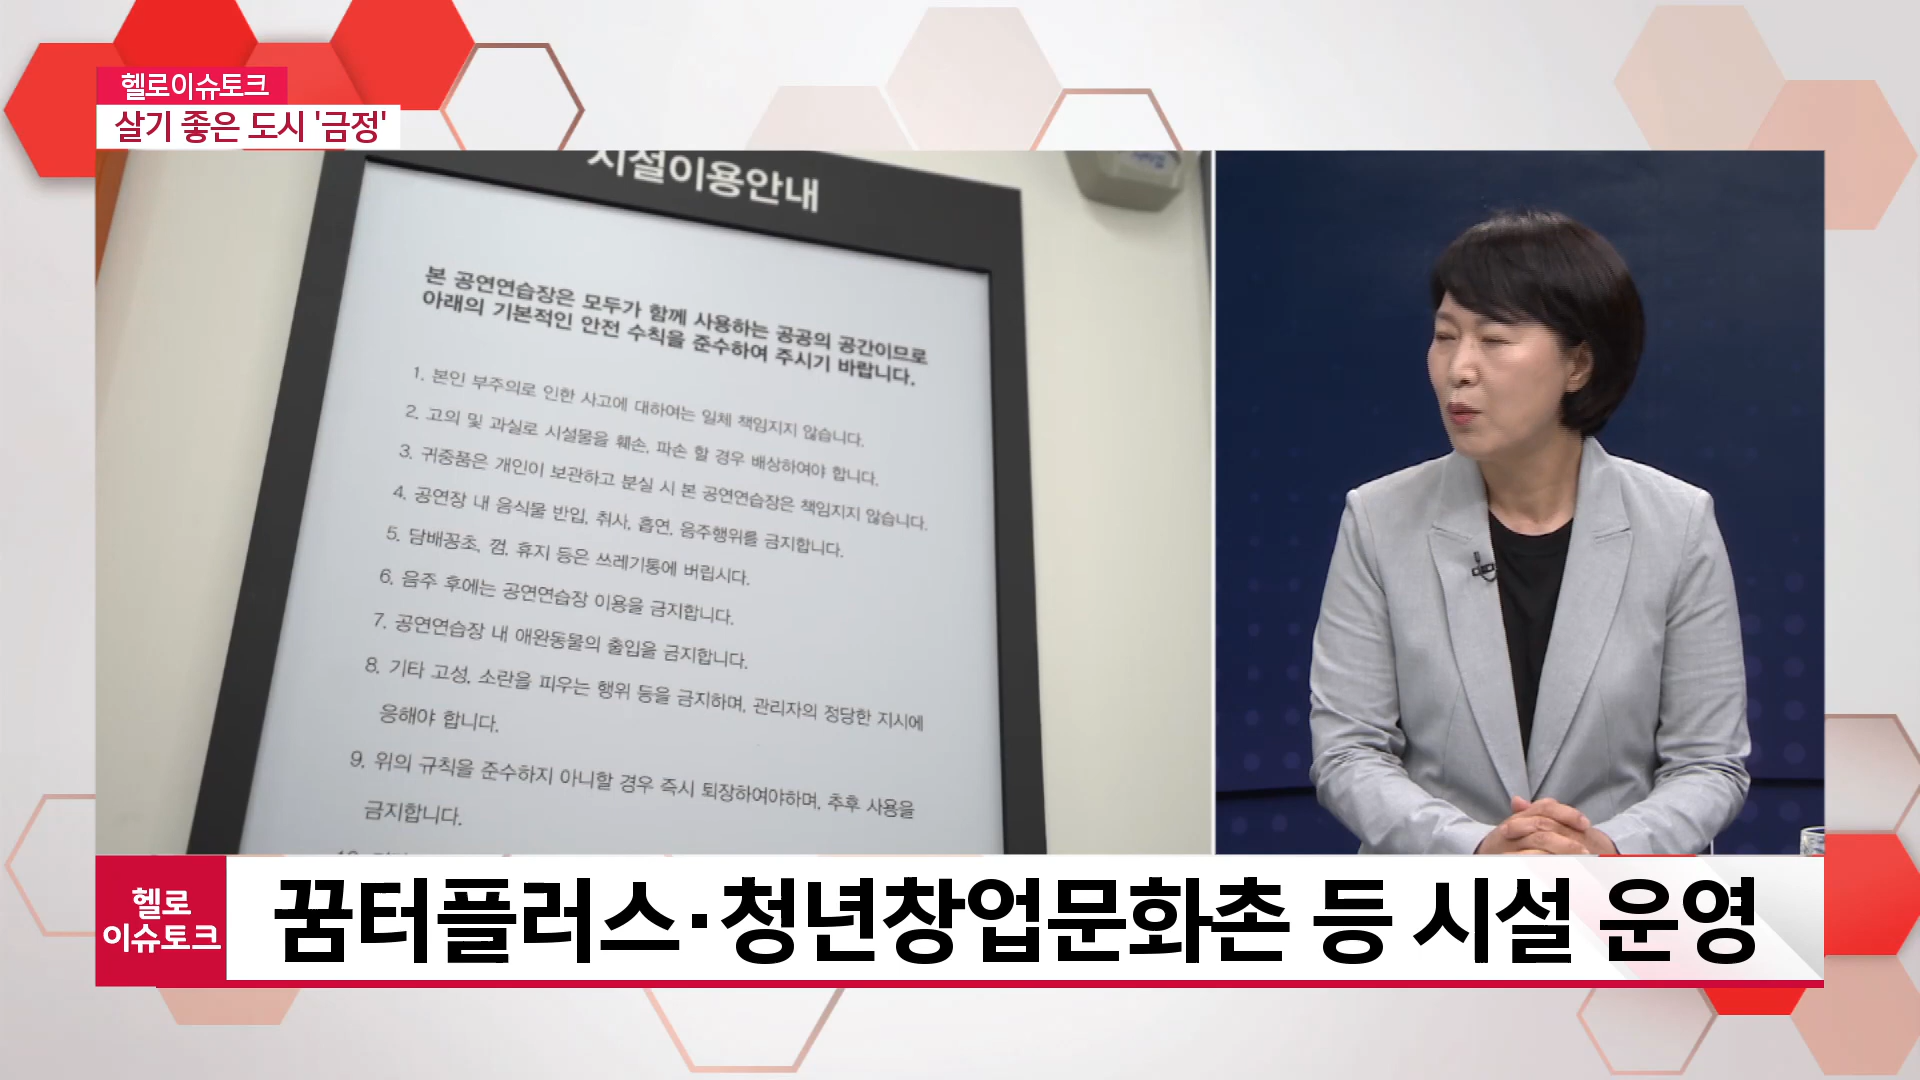 헬로이슈토크
살기 좋은 도시 '금정'
시설이용안내
본 공연연습장은 모두가 함께 사용하는 공공의 공간이므로
아래의 기본적인 안전 수칙을 준수하여 주시기 바랍니다.
1. 본인 부주의로 인한 사고에 대하여는 일체 책임지지 않습니다.
2. 고의 및 과실로 시설물을 훼손, 파손 할 경우 배상하여야 합니다.
3. 귀중품은 개인이 보관하고 분실 시 본 공연연습장은 책임지지 않습니다.
4. 공연장 내 음식물 반입, 취사, 흡연, 음주행위를 금지합니다.
5. 담배꽁초, 껌, 휴지 등은 쓰레기통에 버립시다.
6. 음주 후에는 공연연습장 이용을 금지합니다.
7. 공연연습장 내 애완동물의 출입을 금지합니다.
8. 기타 고성, 소란을 피우는 행위 등을 금지하며, 관리자의 정당한 지시에
응해야 합니다.
9. 위의 규칙을 준수하지 아니할 경우 즉시 퇴장하여야하며, 추후 사용을
금지합니다.
헬로
이슈토크
꿈터플러스·청년창업문화촌 등 시설 운영